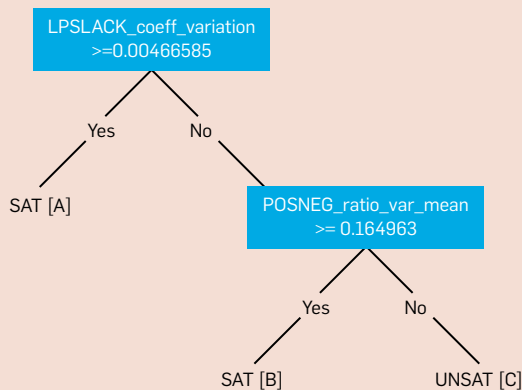 LPSLACK_coeff_variation
>=0.00466585
Yes
No
SAT [A]
POSNEG_ratio_var_mean
>= 0.164963
Yes
No
SAT [B]
UNSAT [C]